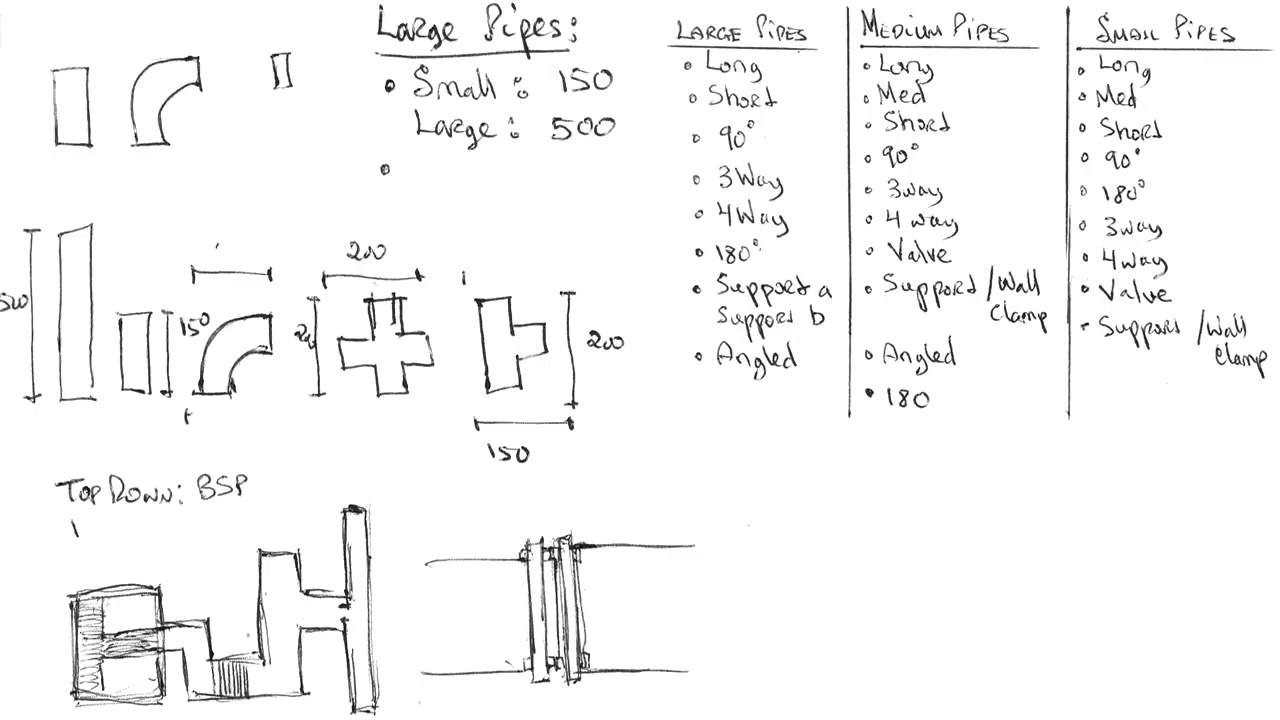 Large Pipes:
• Small: 150
Large: 500
•
500
150
200
200
200
150
Top Down: BSP
LARGE PIPES
• Long
• Short
• 90°
• 3Way
• 4Way
• 180°
• Support a
Support b
• Angled
MEDIUM PIPES
• Long
• Med
• Short
• 90°
• 3way
• 4 way
• Valve
• Support/Wall
Clamp
• Angled
• 180
SMALL PIPES
• Long
• Med
• Short
• 90°
• 180°
• 3way
• 4way
• Valve
• Support/Wall
Clamp